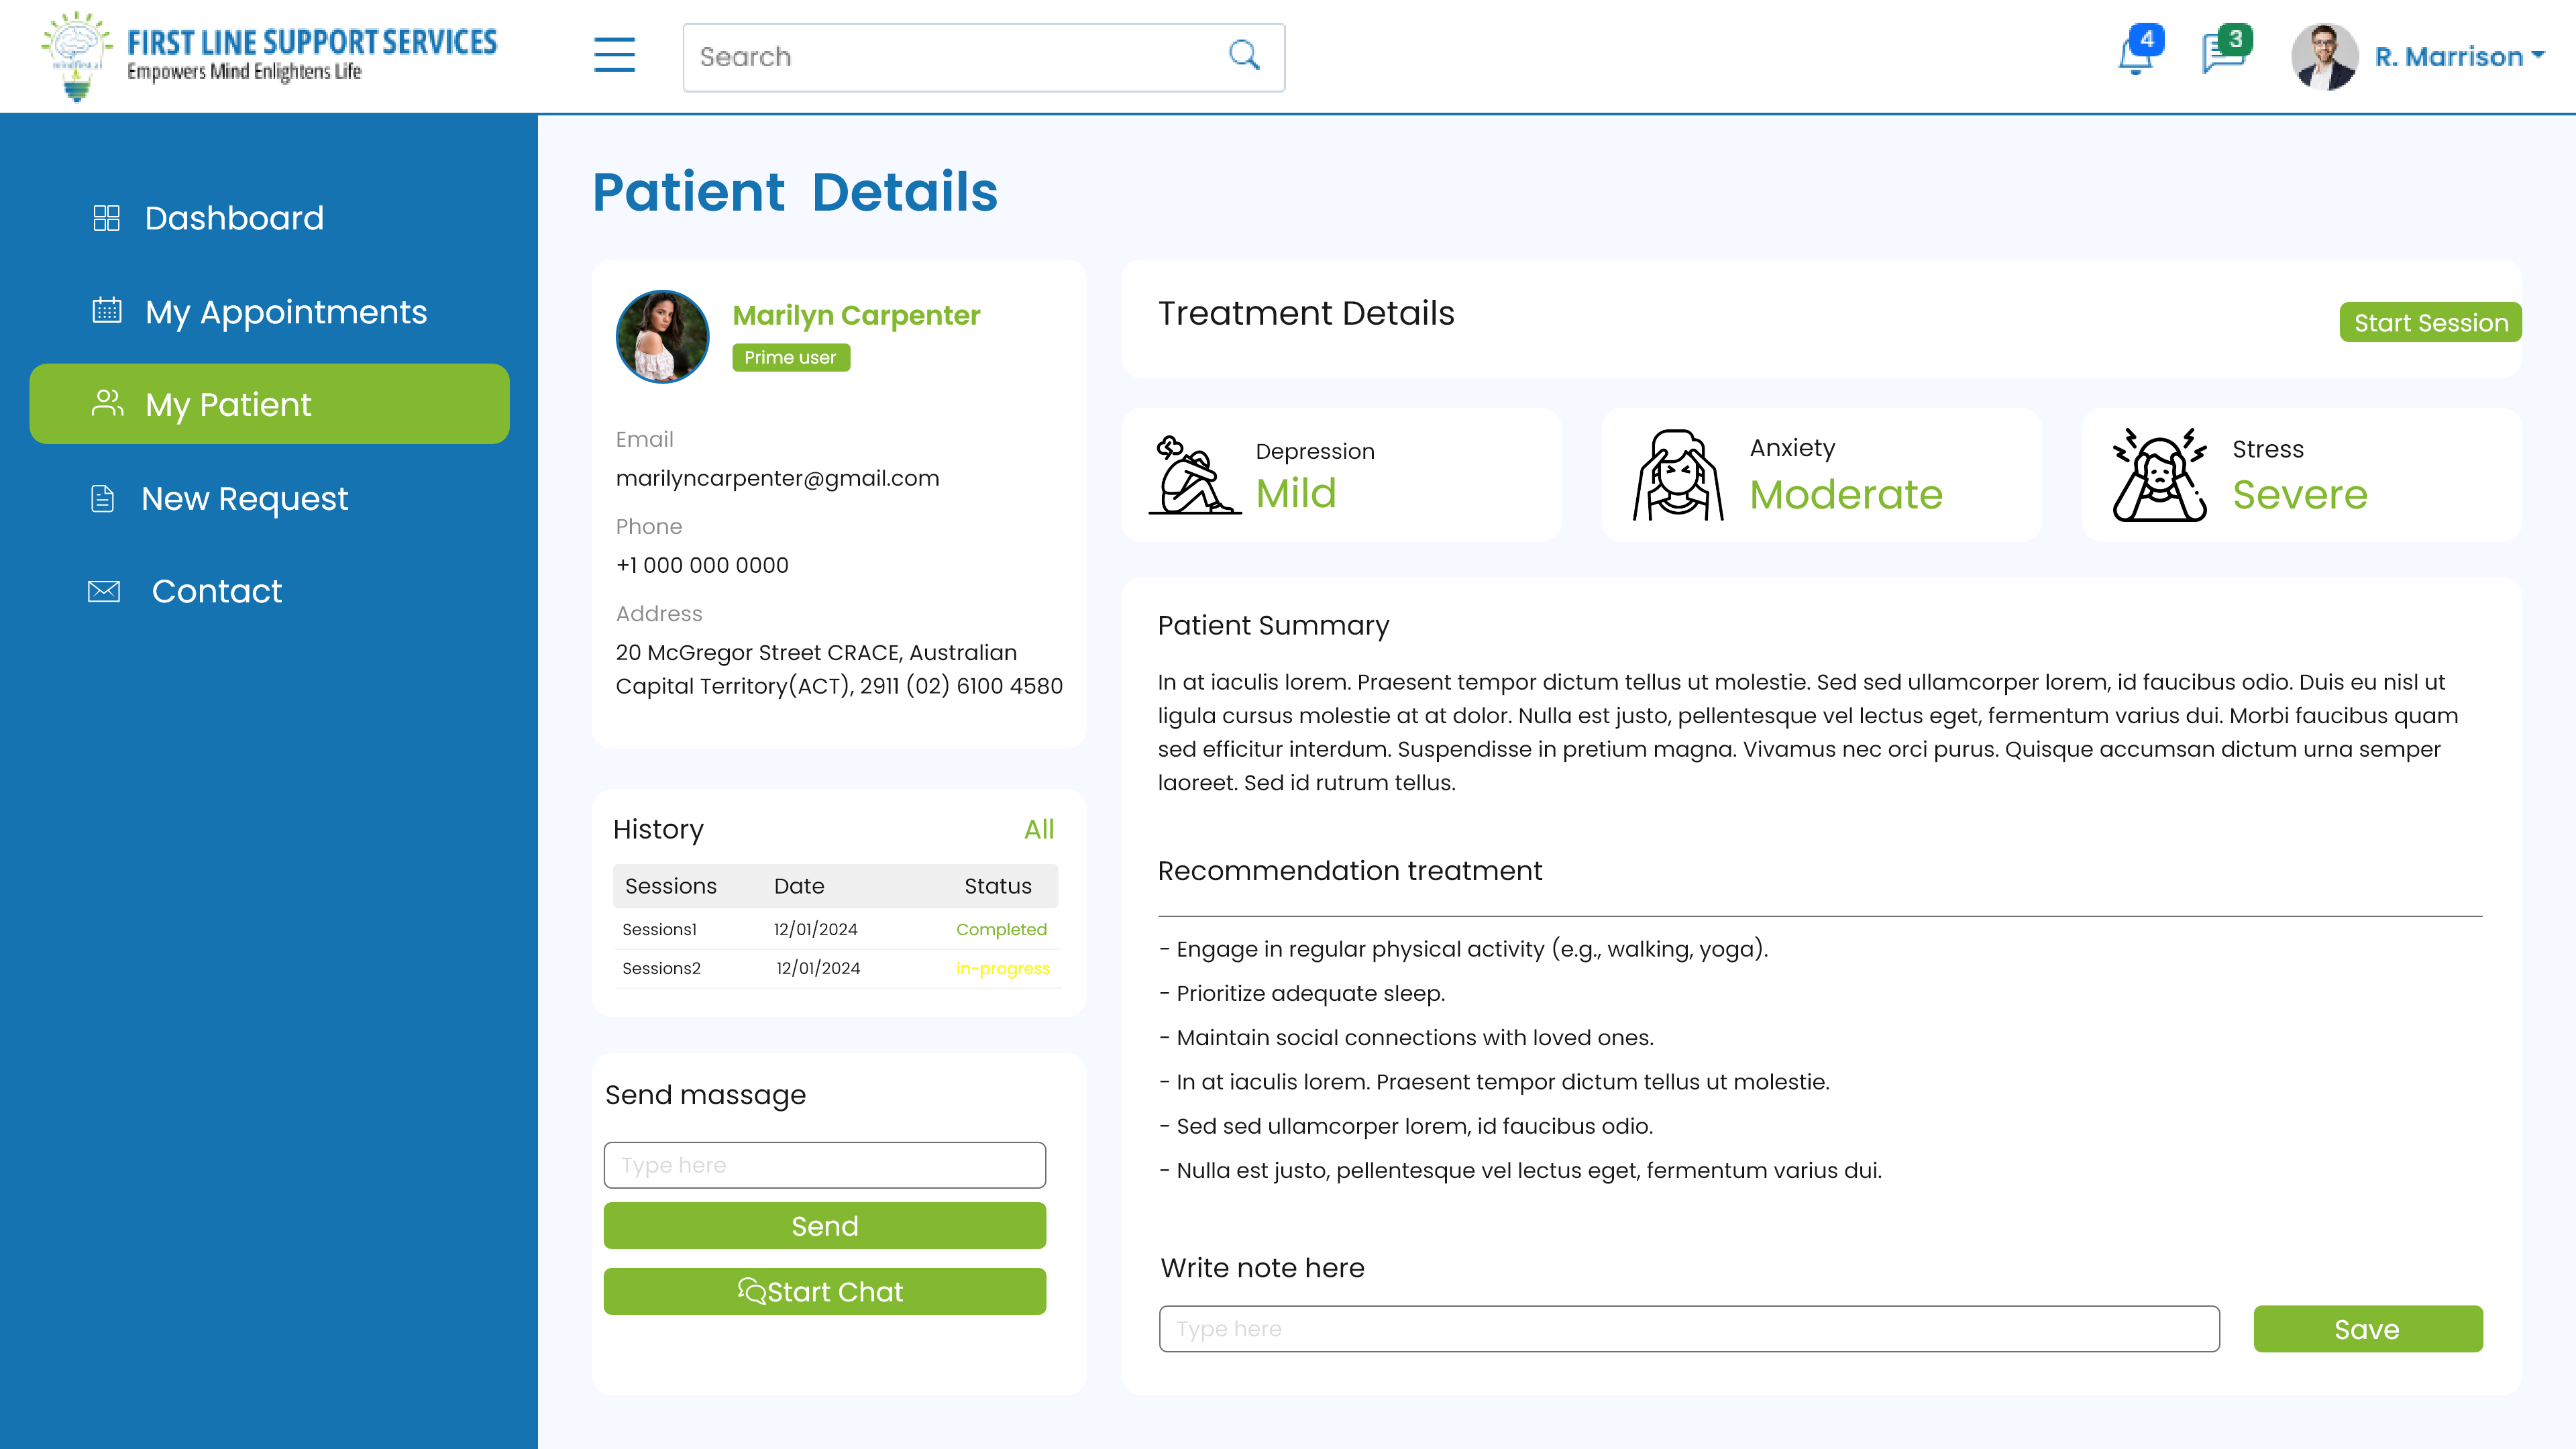 FIRST LINE SUPPORT SERVICES
Empowers Mind Enlightens Life
mindfirst.ai
Search
4
3
R. Marrison
Dashboard
My Appointments
My Patient
New Request
Contact
Patient Details
Marilyn Carpenter
Prime user
Email
marilyncarpenter@gmail.com
Phone
+1 000 000 0000
Address
20 McGregor Street CRACE, Australian
Capital Territory(ACT), 2911 (02) 6100 4580
History
All
Sessions Date Status
Sessions1 12/01/2024 Completed
Sessions2 12/01/2024 in-progress
Send massage
Type here
Send
Start Chat
Treatment Details
Start Session
Depression
Mild
Anxiety
Moderate
Stress
Severe
Patient Summary
In at iaculis lorem. Praesent tempor dictum tellus ut molestie. Sed sed ullamcorper lorem, id faucibus odio. Duis eu nisl ut
ligula cursus molestie at at dolor. Nulla est justo, pellentesque vel lectus eget, fermentum varius dui. Morbi faucibus quam
sed efficitur interdum. Suspendisse in pretium magna. Vivamus nec orci purus. Quisque accumsan dictum urna semper
laoreet. Sed id rutrum tellus.
Recommendation treatment
- Engage in regular physical activity (e.g., walking, yoga).
- Prioritize adequate sleep.
- Maintain social connections with loved ones.
- In at iaculis lorem. Praesent tempor dictum tellus ut molestie.
- Sed sed ullamcorper lorem, id faucibus odio.
- Nulla est justo, pellentesque vel lectus eget, fermentum varius dui.
Write note here
Type here
Save